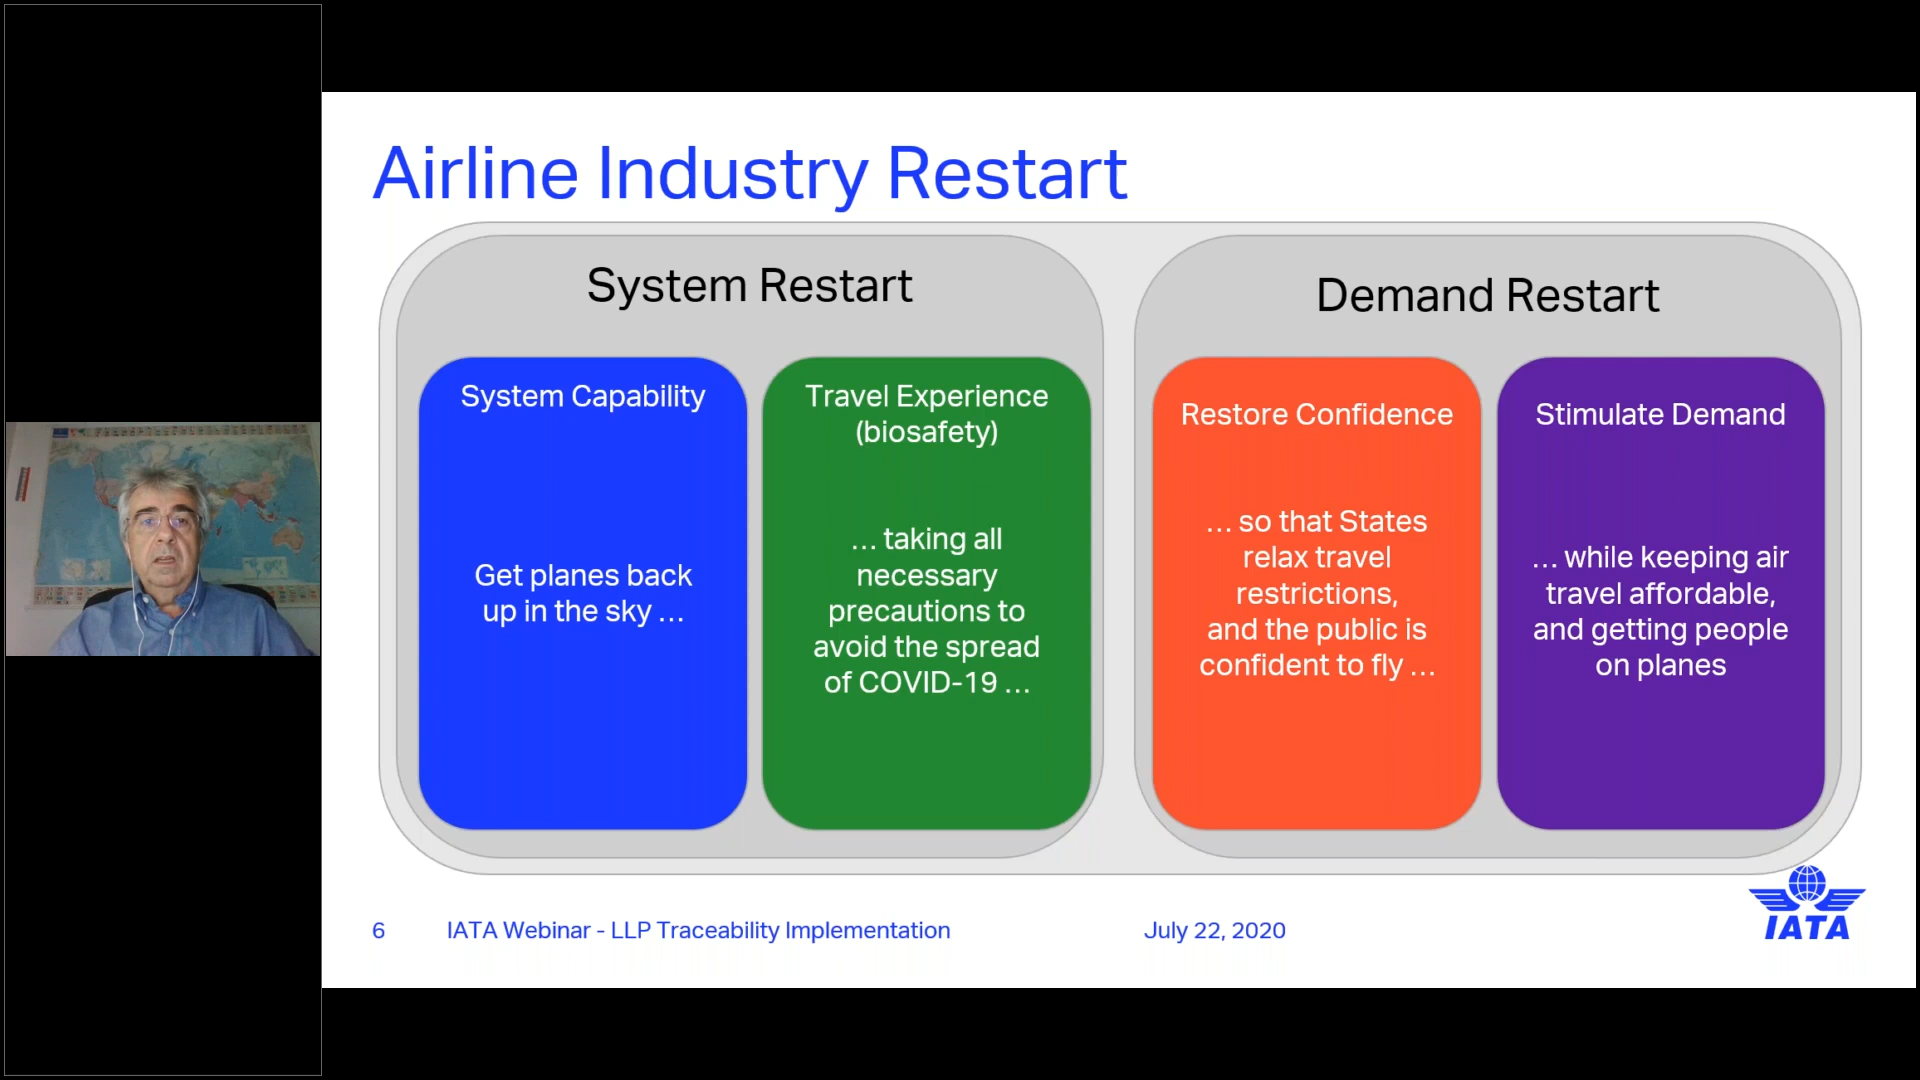 Airline Industry Restart
System Restart
System Capability
Get planes back
up in the sky ...
Travel Experience
(biosafety)
... taking all
necessary
precautions to
avoid the spread
of COVID-19 ...
Demand Restart
Restore Confidence
... so that States
relax travel
restrictions,
and the public is
confident to fly ...
Stimulate Demand
... while keeping air
travel affordable,
and getting people
on planes
6 IATA Webinar - LLP Traceability Implementation July 22, 2020
IATA